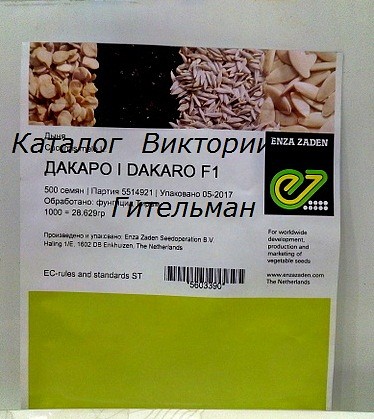 Дыня
Каталог Виктории
ENZA ZADEN
ДАКАРО I DAKARO F1
500 семян | Партия 5514921 | Упаковано 05-2017
Обработано: фунгицид
1000 = 28.629гр
Гительман
Произведено и упаковано: Enza Zaden Seedoperation B.V.
Haling 1/E, 1602 DB Enkhuizen, The Netherlands
For worldwide
development,
production and
marketing of
vegetable seeds
EC-rules and standards ST
*5603390*
www.enzazaden.com
The Netherlands